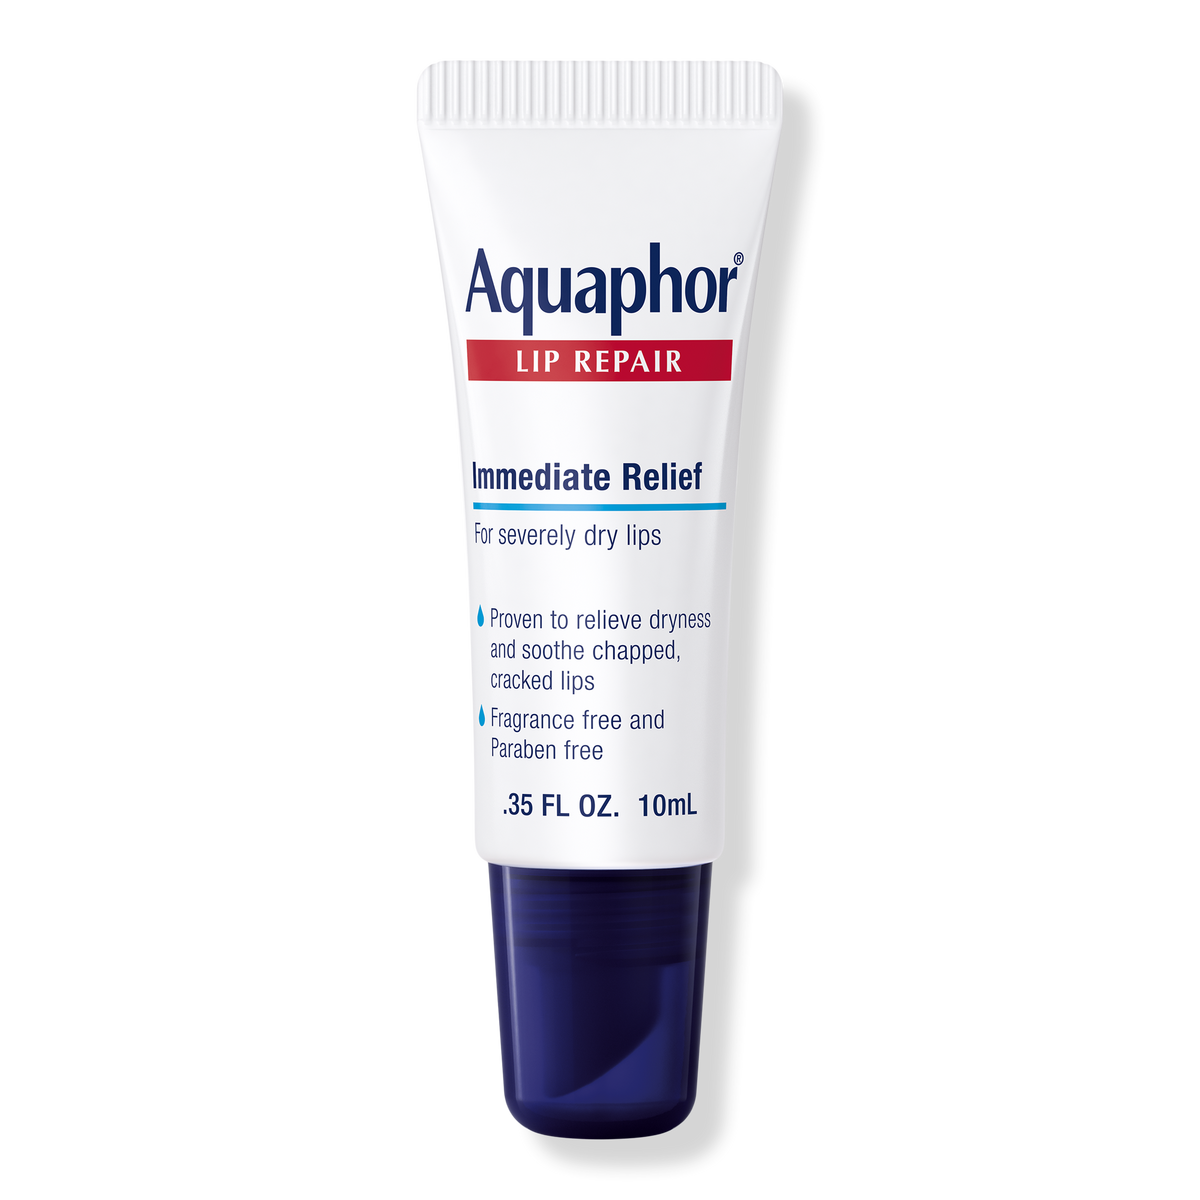 Aquaphor®
LIP REPAIR
Immediate Relief
For severely dry lips
Proven to relieve dryness
and soothe chapped,
cracked lips
Fragrance free and
Paraben free
.35 FL OZ. 10mL